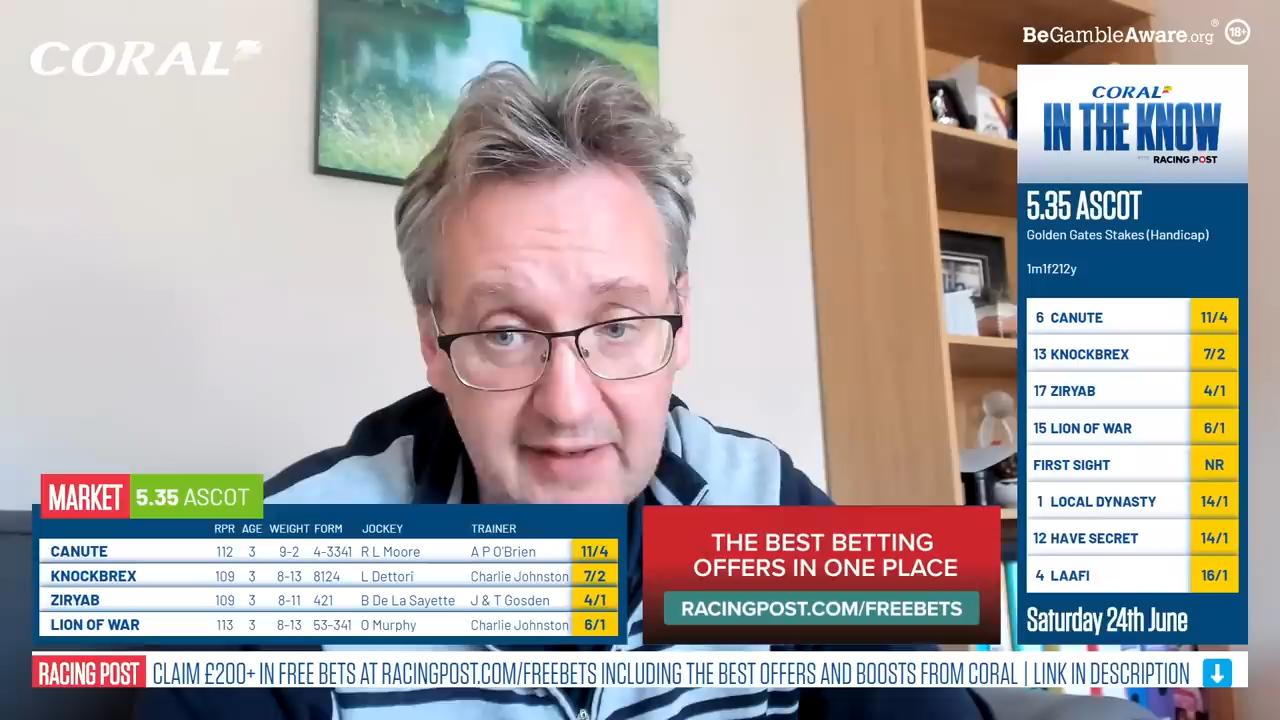 CORAL
BeGambleAware.org® 18+
CORAL
IN THE KNOW
WITH RACING POST
5.35 ASCOT
Golden Gates Stakes (Handicap)
1m1f212y
6 CANUTE 11/4
13 KNOCKBREX 7/2
17 ZIRYAB 4/1
15 LION OF WAR 6/1
FIRST SIGHT NR
1 LOCAL DYNASTY 14/1
12 HAVE SECRET 14/1
4 LAAFI 16/1
Saturday 24th June
MARKET 5.35 ASCOT
RPR AGE WEIGHT FORM JOCKEY TRAINER
CANUTE 112 3 9-2 4-3341 R L Moore A P O'Brien 11/4
KNOCKBREX 109 3 8-13 8124 L Dettori Charlie Johnston 7/2
ZIRYAB 109 3 8-11 421 B De La Sayette J & T Gosden 4/1
LION OF WAR 113 3 8-13 53-341 O Murphy Charlie Johnston 6/1
THE BEST BETTING
OFFERS IN ONE PLACE
RACINGPOST.COM/FREEBETS
RACING POST CLAIM £200+ IN FREE BETS AT RACINGPOST.COM/FREEBETS INCLUDING THE BEST OFFERS AND BOOSTS FROM CORAL | LINK IN DESCRIPTION